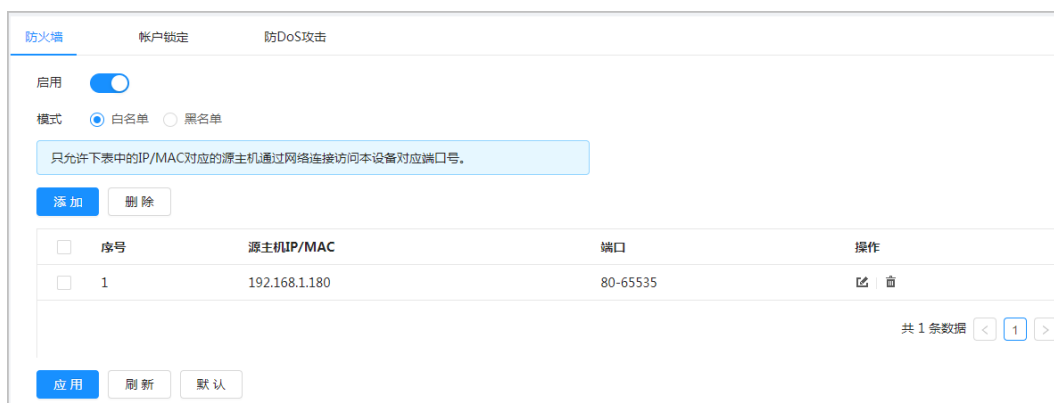 防火墙 帐户锁定 防DoS攻击
启用
模式 白名单 黑名单
只允许下表中的IP/MAC对应的源主机通过网络连接访问本设备对应端口号。
添加 删除
序号 源主机IP/MAC 端口 操作
1 192.168.1.180 80-65535
共 1 条数据 < 1 >
应用 刷新 默认